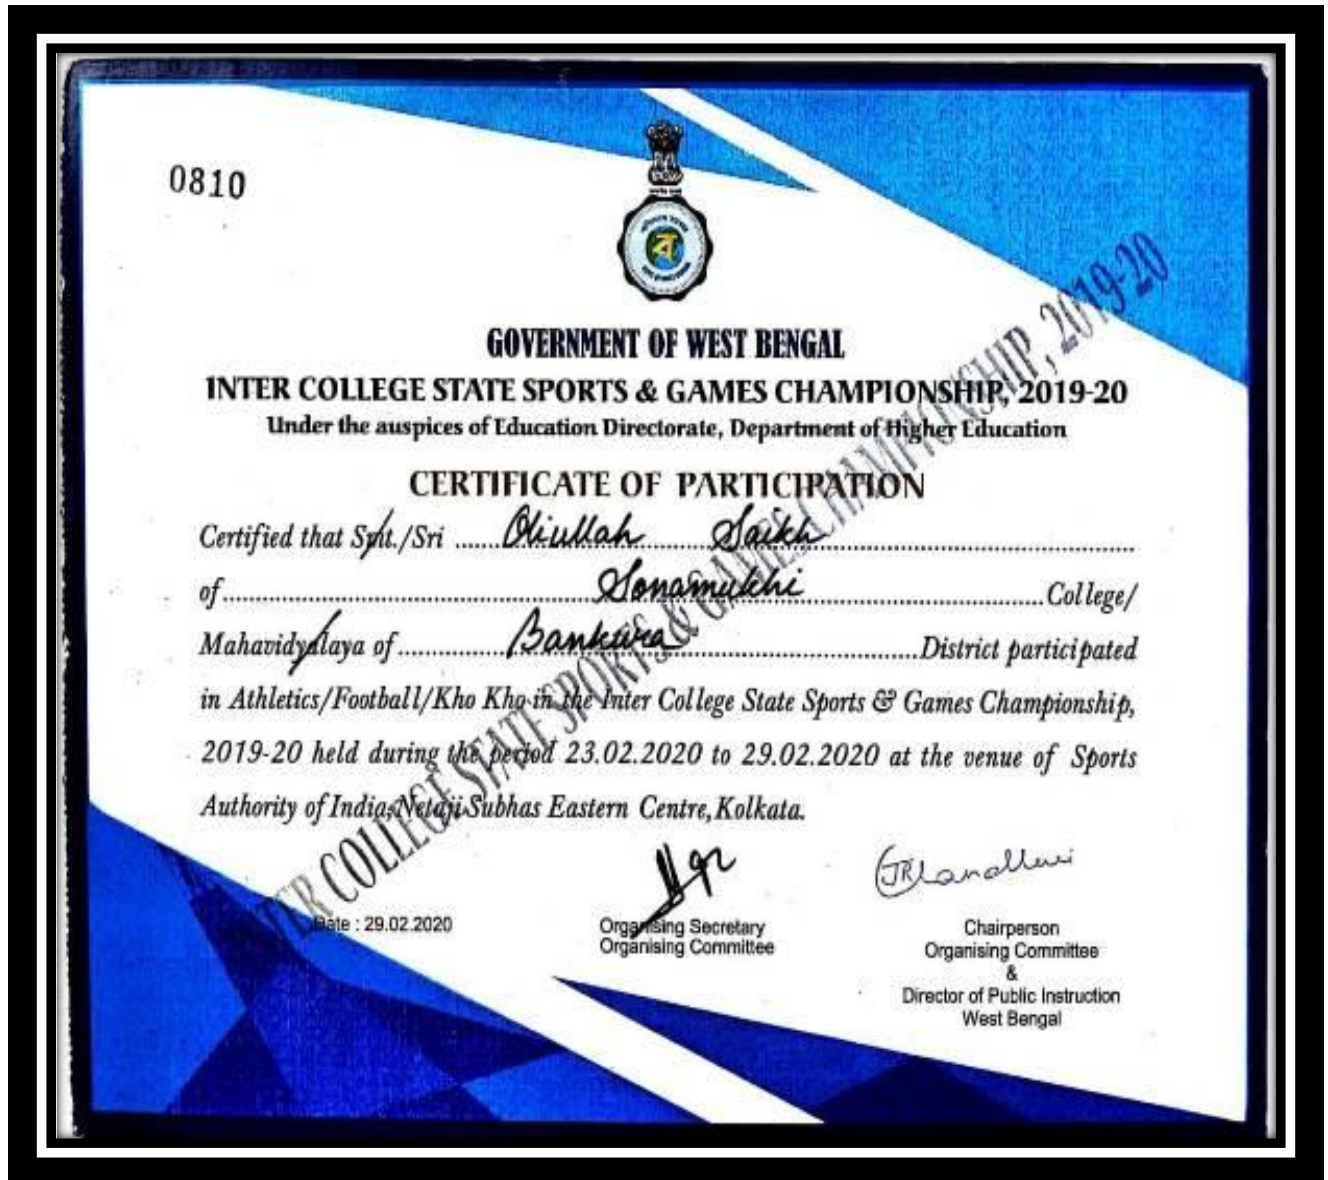 0810
GOVERNMENT OF WEST BENGAL
INTER COLLEGE STATE SPORTS & GAMES CHAMPIONSHIP, 2019-20
Under the auspices of Education Directorate, Department of Higher Education
CERTIFICATE OF PARTICIPATION
Certified that Smt./Sri Oliullah Saikh
of Sonamukhi College/
Mahavidyalaya of Bankura District participated
in Athletics/Football/Kho Kho in the Inter College State Sports & Games Championship,
2019-20 held during the period 23.02.2020 to 29.02.2020 at the venue of Sports
Authority of India, Netaji Subhas Eastern Centre, Kolkata.
INTER COLLEGE STATE SPORTS & GAMES CHAMPIONSHIP, 2019-20
Date : 29.02.2020
Organising Secretary
Organising Committee
Chairperson
Organising Committee
&
Director of Public Instruction
West Bengal